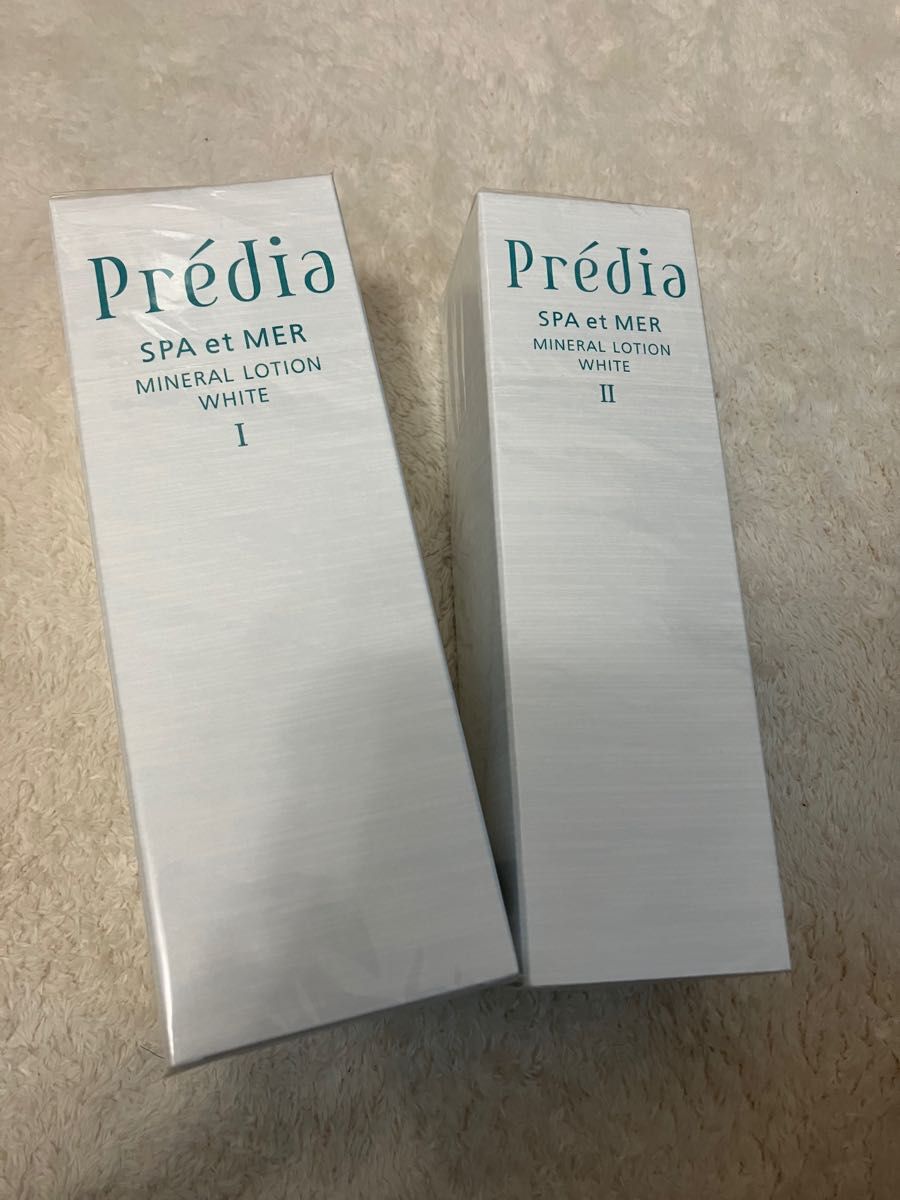 Prédia
SPA et MER
MINERAL LOTION
WHITE
I
Prédia
SPA et MER
MINERAL LOTION
WHITE
II